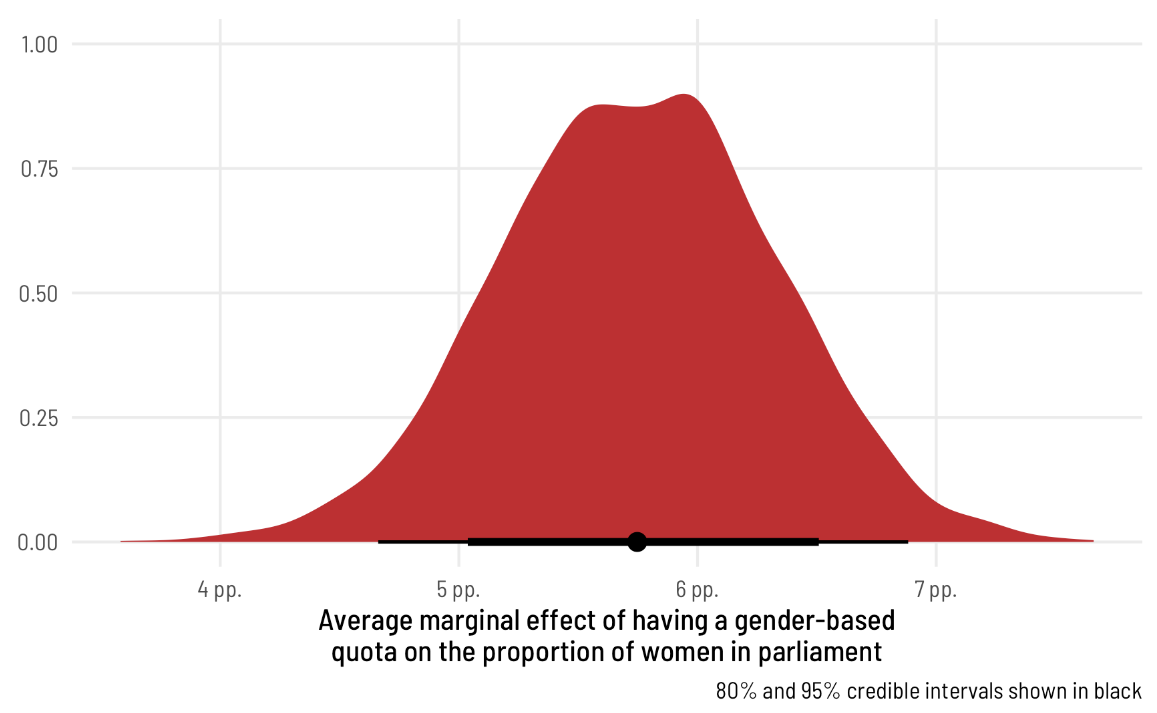 1.00
0.75
0.50
0.25
0.00
4 pp.
5 pp.
6 pp.
7 pp.
Average marginal effect of having a gender-based
quota on the proportion of women in parliament
80% and 95% credible intervals shown in black